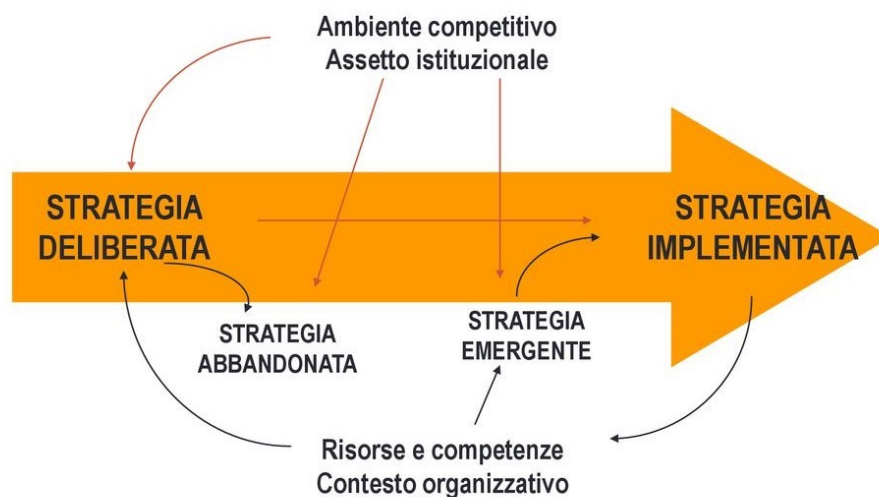 Ambiente competitivo
Assetto istituzionale
STRATEGIA
DELIBERATA
STRATEGIA
IMPLEMENTATA
STRATEGIA
ABBANDONATA
STRATEGIA
EMERGENTE
Risorse e competenze
Contesto organizzativo